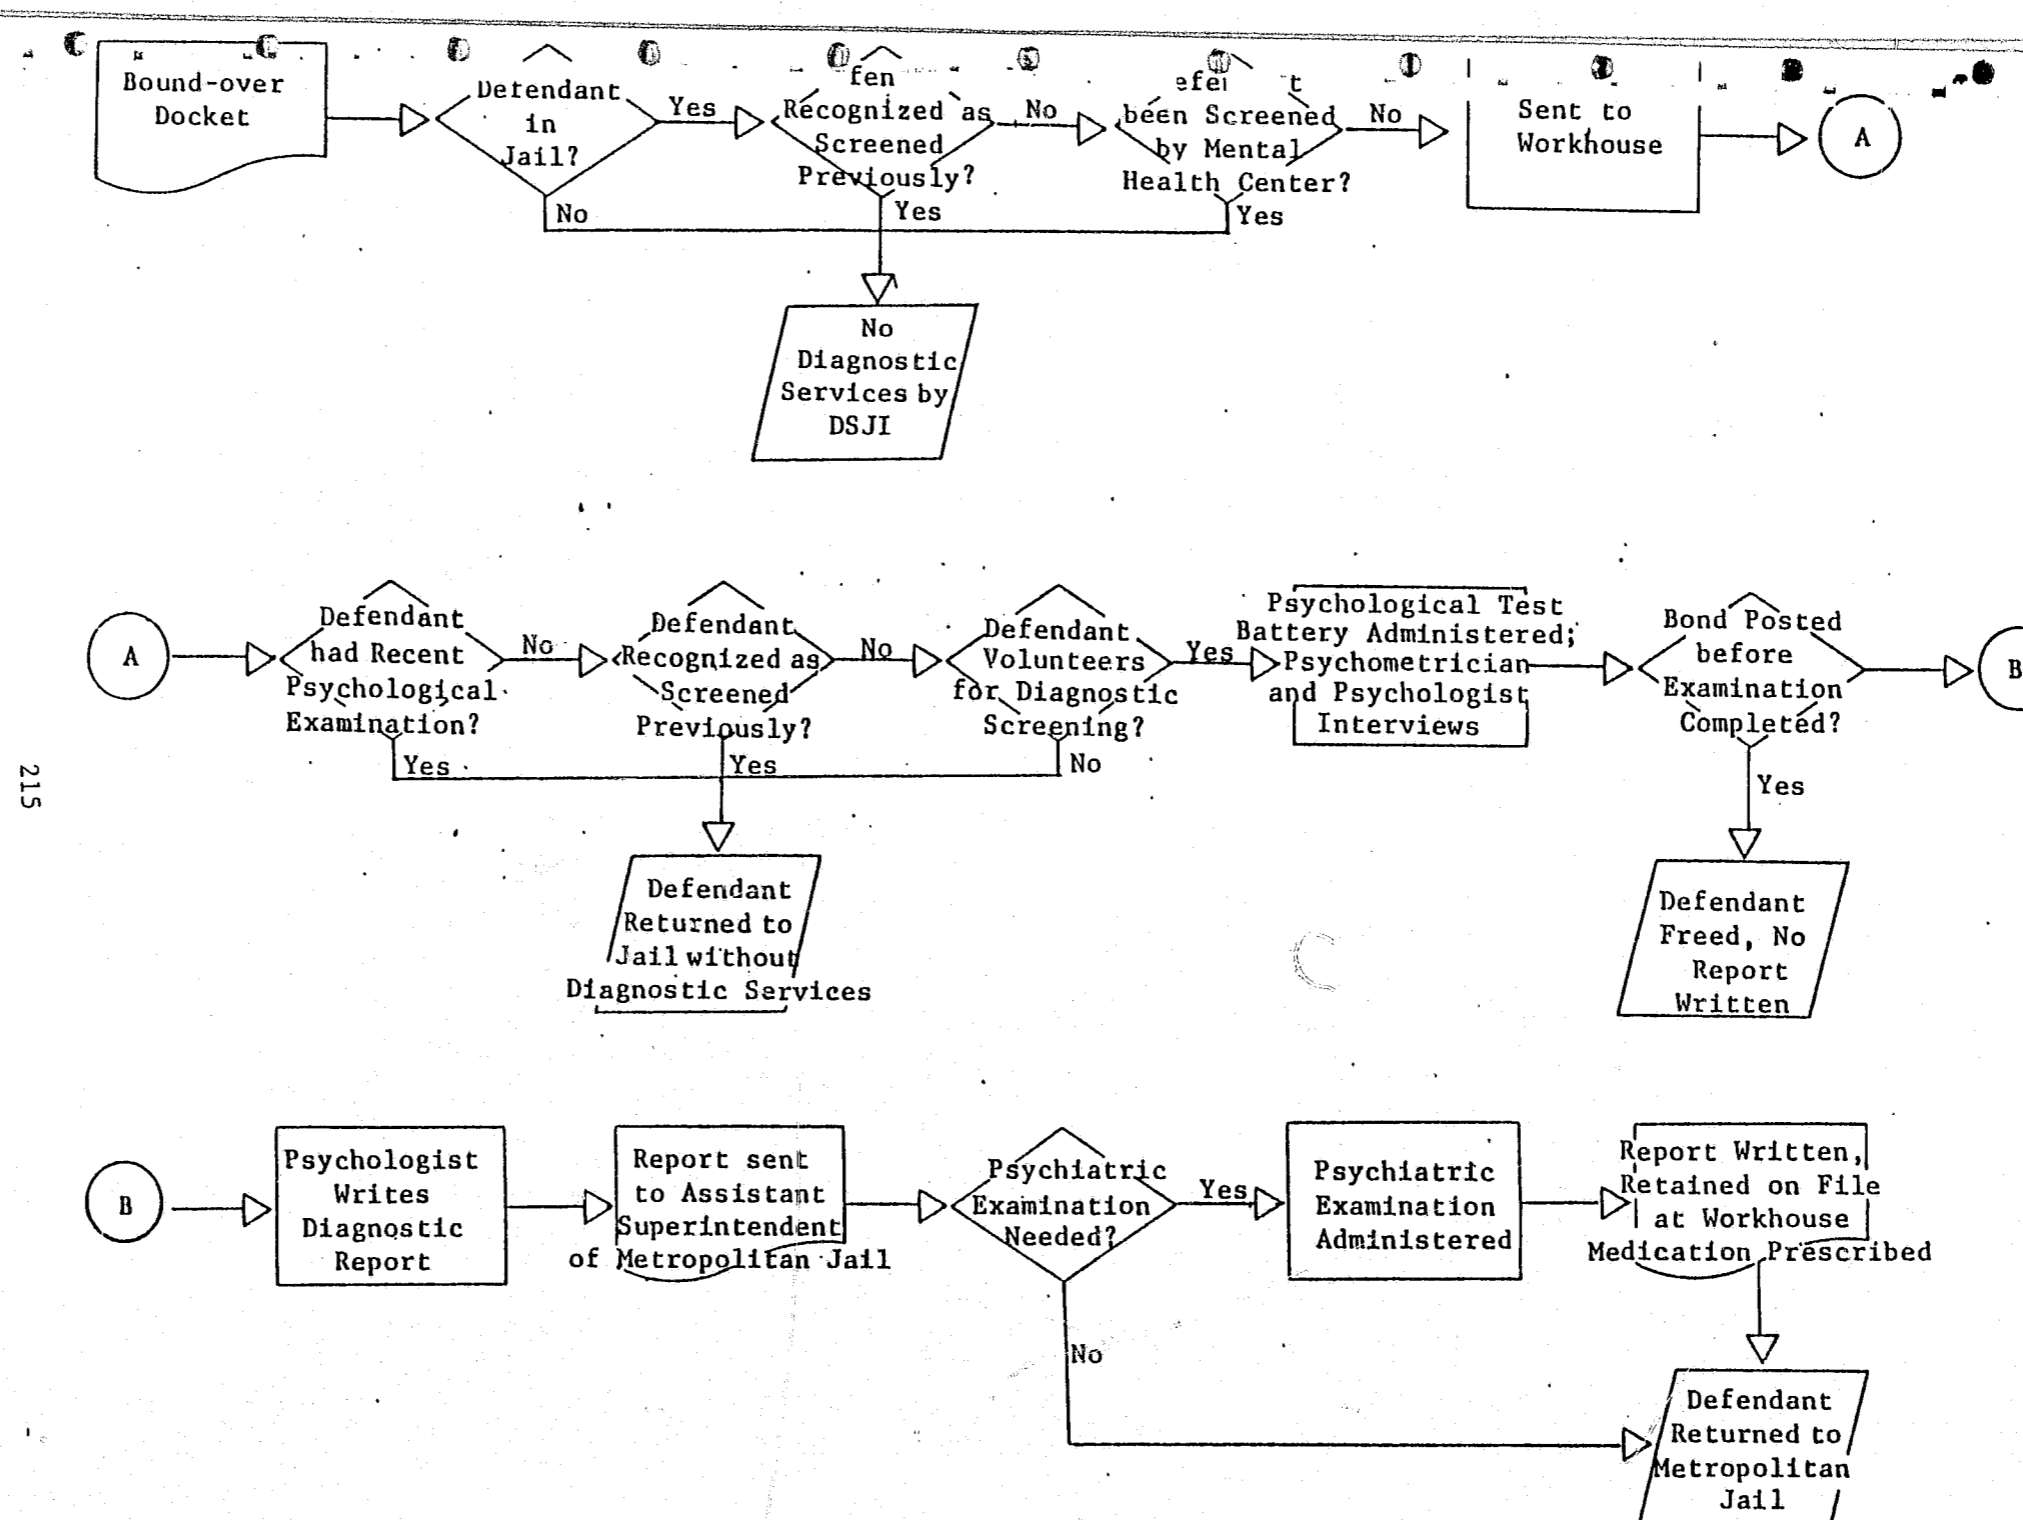 Bound-over
Docket
Defendant
in
Jail?
Yes
No
fen
Recognized as
Screened
Previously?
No
Yes
efe t
been Screened
by Mental
Health Center?
No
Yes
Sent to
Workhouse
A
No
Diagnostic
Services by
DSJI
A
Defendant
had Recent
Psychological
Examination?
No
Yes
Defendant
Recognized as
Screened
Previously?
No
Yes
Defendant
Volunteers
for Diagnostic
Screening?
Yes
No
Psychological Test
Battery Administered;
Psychometrician
and Psychologist
Interviews
Bond Posted
before
Examination
Completed?
Yes
B
Defendant
Returned to
Jail without
Diagnostic Services
Defendant
Freed, No
Report
Written
215
B
Psychologist
Writes
Diagnostic
Report
Report sent
to Assistant
Superintendent
of Metropolitan Jail
Psychiatric
Examination
Needed?
Yes
No
Psychiatric
Examination
Administered
Report Written,
Retained on File
at Workhouse
Medication Prescribed
Defendant
Returned to
Metropolitan
Jail